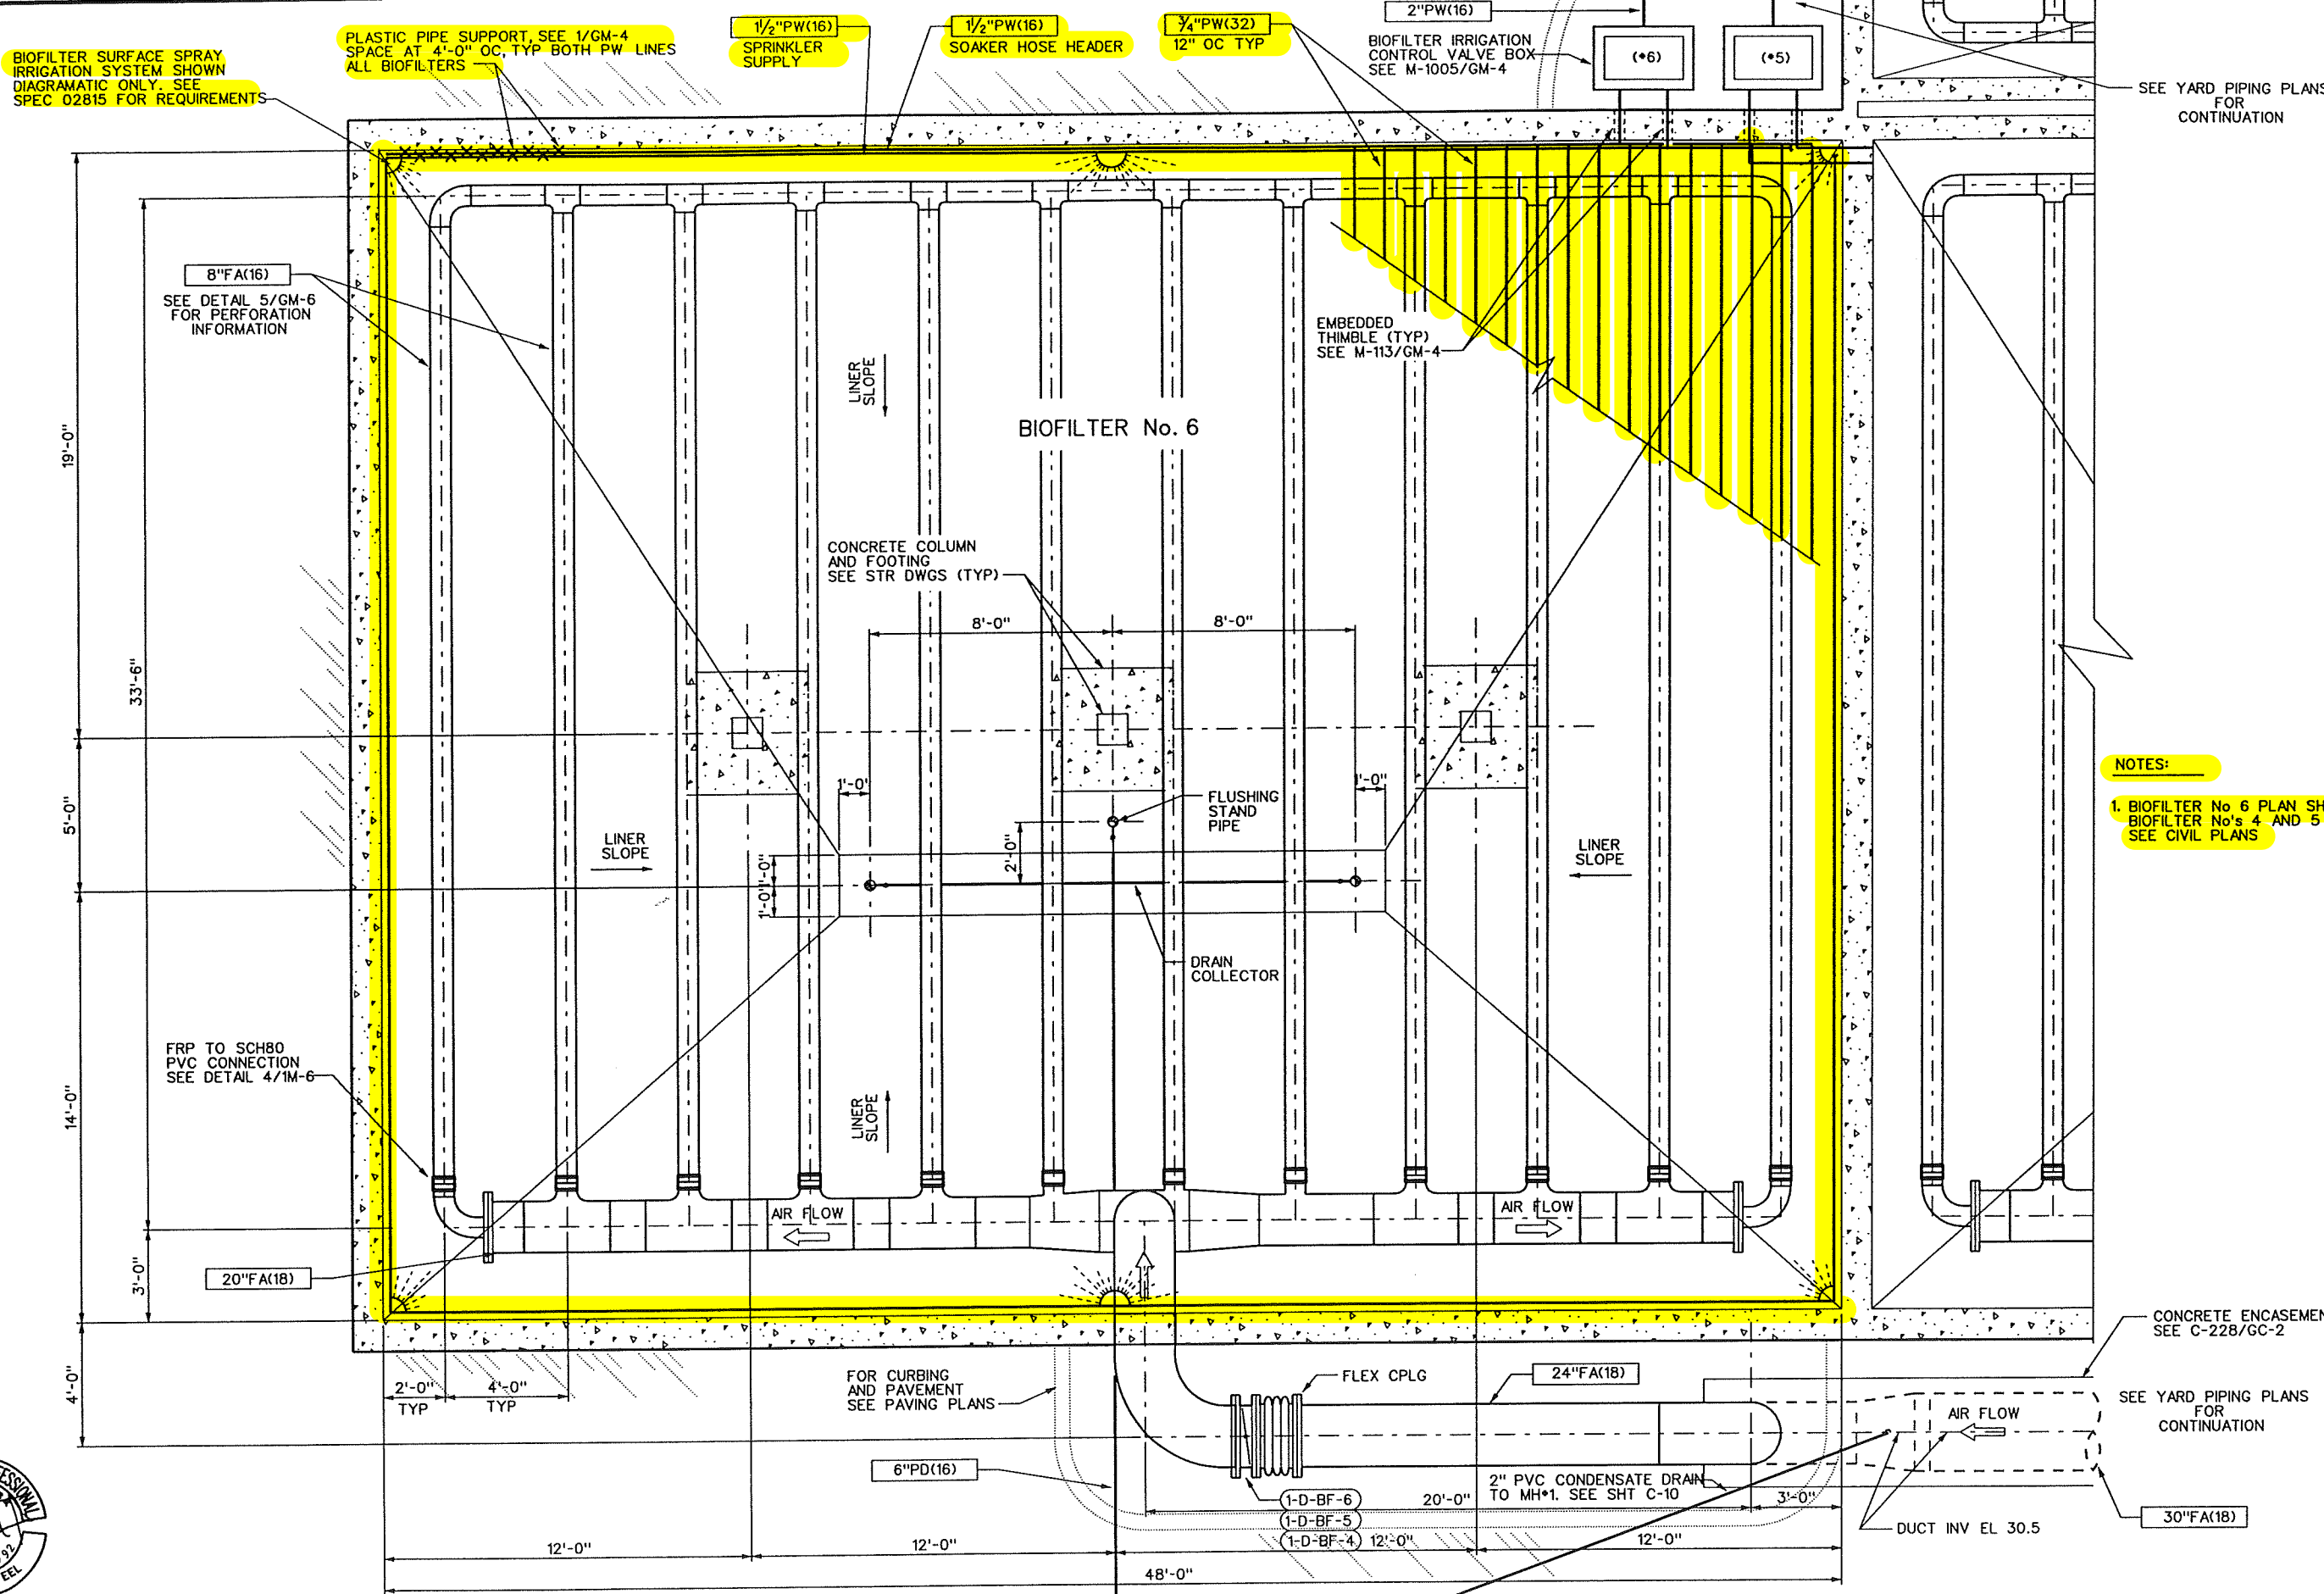 BIOFILTER SURFACE SPRAY
IRRIGATION SYSTEM SHOWN
DIAGRAMATIC ONLY. SEE
SPEC 02815 FOR REQUIREMENTS
PLASTIC PIPE SUPPORT, SEE 1/GM-4
SPACE AT 4'-0" OC, TYP BOTH PW LINES
ALL BIOFILTERS
1½"PW(16)
SPRINKLER
SUPPLY
1½"PW(16)
SOAKER HOSE HEADER
¾"PW(32)
12" OC TYP
2"PW(16)
BIOFILTER IRRIGATION
CONTROL VALVE BOX
SEE M-1005/GM-4
(*6)
(*5)
SEE YARD PIPING PLANS
FOR
CONTINUATION
8"FA(16)
SEE DETAIL 5/GM-6
FOR PERFORATION
INFORMATION
19'-0"
33'-6"
5'-0"
14'-0"
3'-0"
4'-0"
LINER
SLOPE
EMBEDDED
THIMBLE (TYP)
SEE M-113/GM-4
BIOFILTER No. 6
CONCRETE COLUMN
AND FOOTING
SEE STR DWGS (TYP)
8'-0"
8'-0"
1'-0"
1'-0"
FLUSHING
STAND
PIPE
2'-0"
1'-0"
1'-0"
LINER
SLOPE
LINER
SLOPE
DRAIN
COLLECTOR
NOTES:
1. BIOFILTER No 6 PLAN SH
BIOFILTER No's 4 AND 5
SEE CIVIL PLANS
FRP TO SCH80
PVC CONNECTION
SEE DETAIL 4/1M-6
LINER
SLOPE
AIR FLOW
AIR FLOW
20"FA(18)
2'-0"
TYP
4'-0"
TYP
FOR CURBING
AND PAVEMENT
SEE PAVING PLANS
FLEX CPLG
24"FA(18)
CONCRETE ENCASEMEN
SEE C-228/GC-2
SEE YARD PIPING PLANS
FOR
CONTINUATION
AIR FLOW
6"PD(16)
1-D-BF-6
1-D-BF-5
1-D-BF-4
2" PVC CONDENSATE DRAIN
TO MH*1. SEE SHT C-10
20'-0"
3'-0"
DUCT INV EL 30.5
30"FA(18)
12'-0"
12'-0"
12'-0"
12'-0"
48'-0"